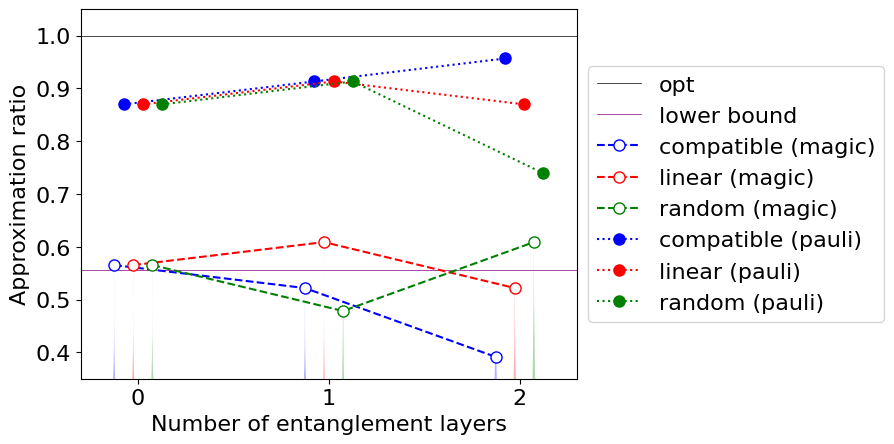 1.0
0.9
0.8
0.7
0.6
0.5
0.4
Approximation ratio
0 1 2
Number of entanglement layers
opt
lower bound
compatible (magic)
linear (magic)
random (magic)
compatible (pauli)
linear (pauli)
random (pauli)